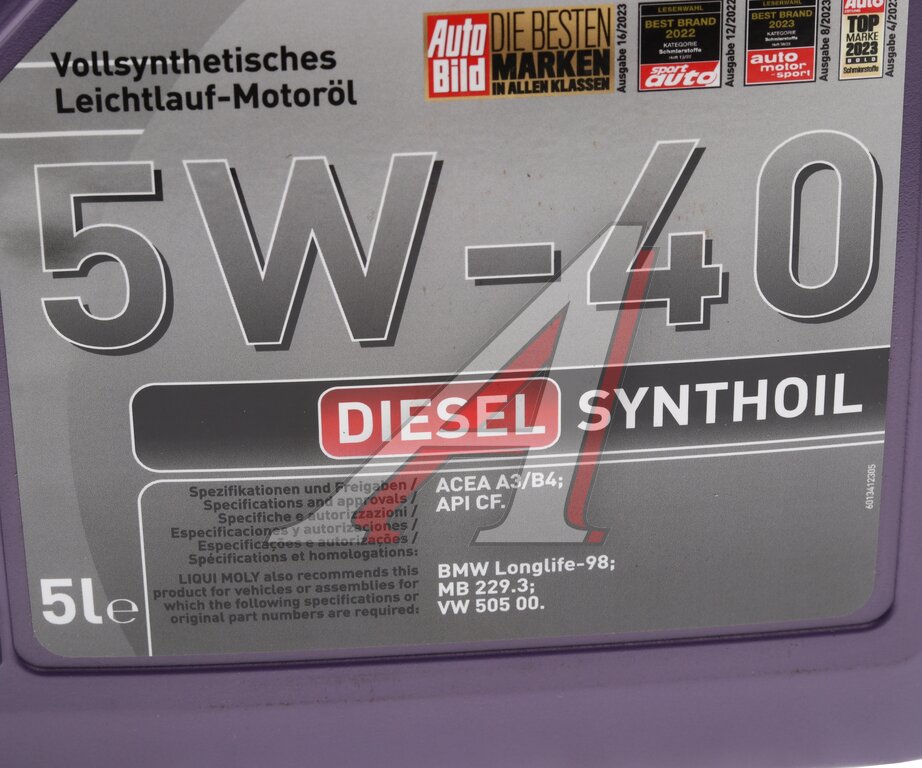 Vollsynthetisches
Leichtlauf-Motoröl
Auto
Bild
DIE BESTEN
MARKEN
IN ALLEN KLASSEN
Ausgabe 16/2023
LESERWAHL
BEST BRAND
2022
KATEGORIE
Schmierstoffe
sport
auto
Ausgabe 12/2022
LESERWAHL
BEST BRAND
2023
KATEGORIE
Schmierstoffe
auto
motor
sport
Ausgabe 8/2023
Auto
TOP
MARKE
2023
GOLD
Schmierstoffe
Ausgabe 4/2023
5W-40
DIESEL SYNTHOIL
Spezifikationen und Freigaben /
Specifications and approvals /
Specifiche e autorizzazioni /
Especificaciones y autorizaciones /
Especificações e autorizações /
Spécifications et homologations:
ACEA A3/B4;
API CF.
LIQUI MOLY also recommends this
product for vehicles or assemblies for
which the following specifications or
original part numbers are required:
BMW Longlife-98;
MB 229.3;
VW 505 00.
5l e
6013412305